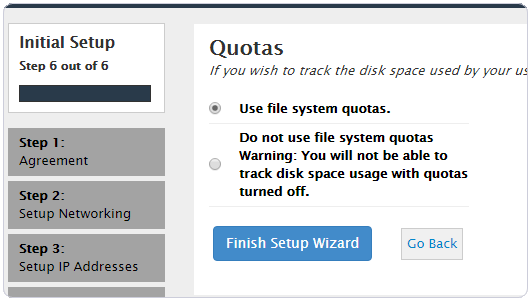 Initial Setup
Step 6 out of 6
Step 1:
Agreement
Step 2:
Setup Networking
Step 3:
Setup IP Addresses
Quotas
If you wish to track the disk space used by your
Use file system quotas.
Do not use file system quotas
Warning: You will not be able to
track disk space usage with quotas
turned off.
Finish Setup Wizard
Go Back